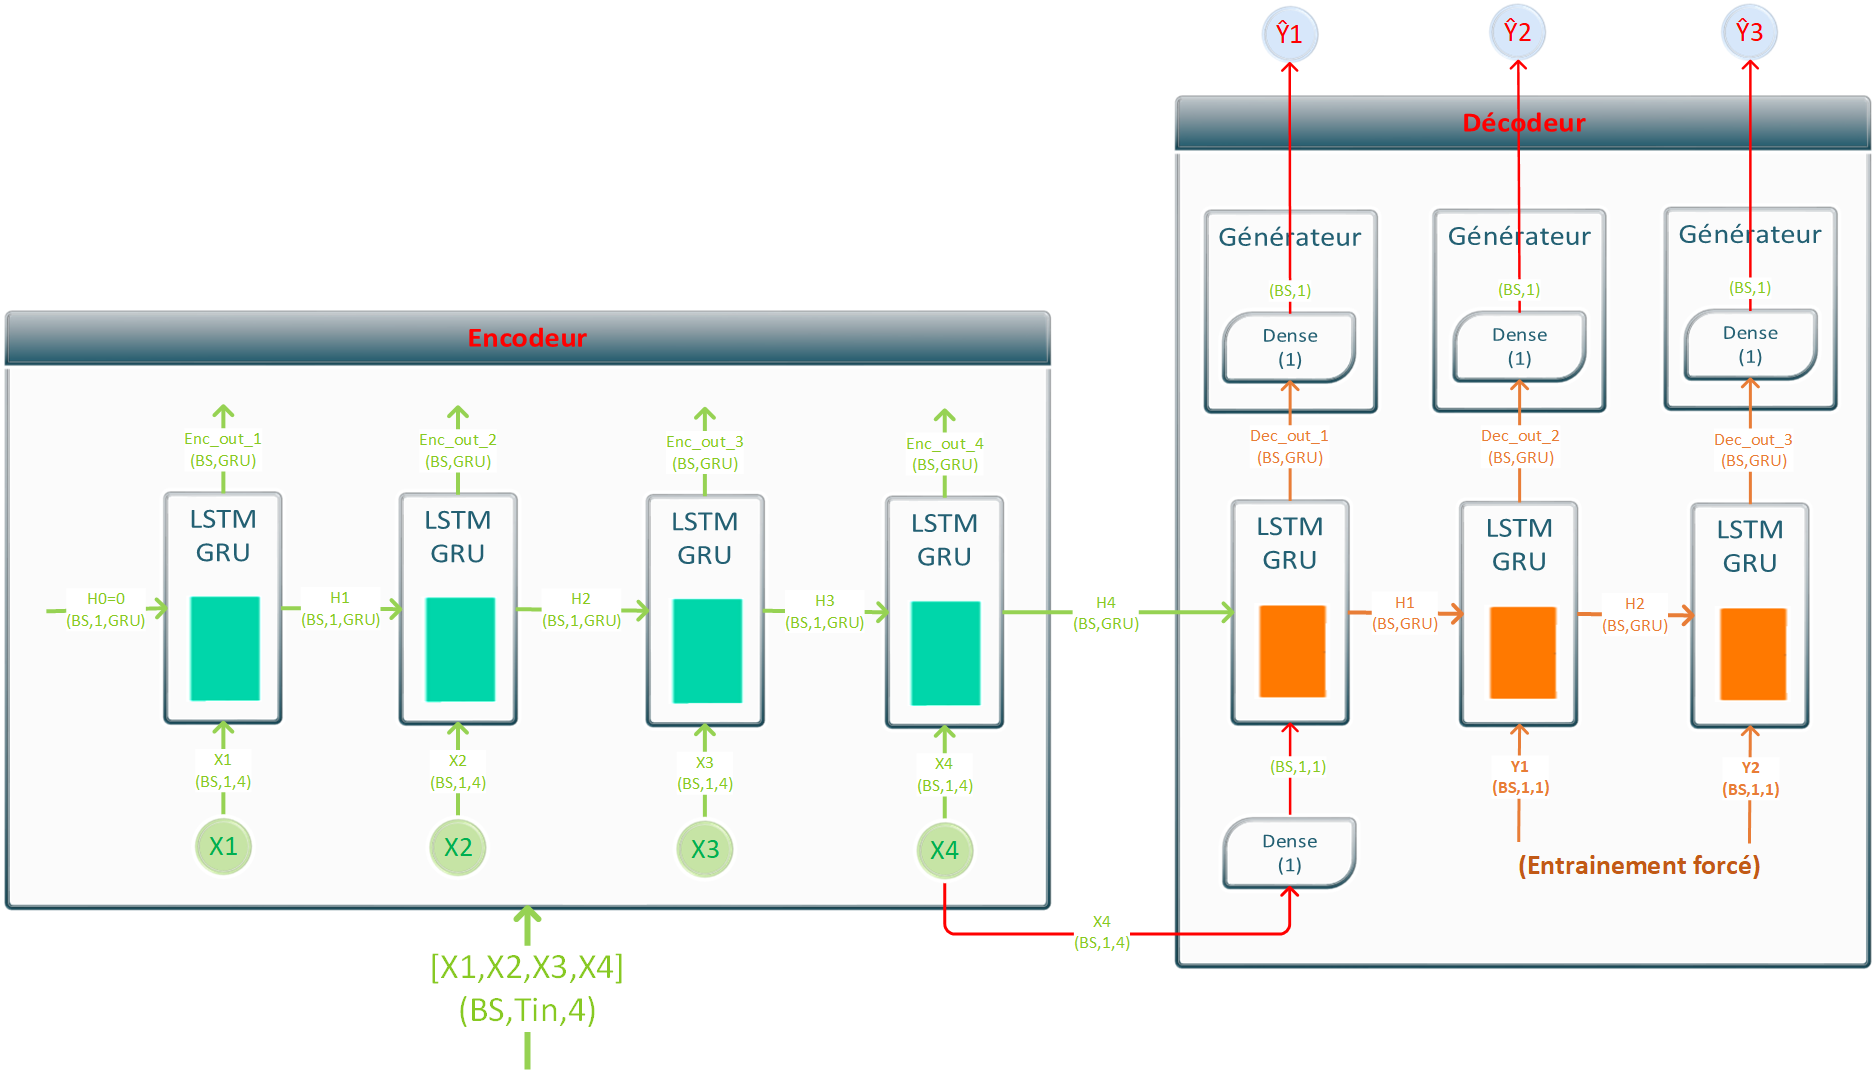 Ŷ1
Ŷ2
Ŷ3
Décodeur
Générateur
Générateur
Générateur
(BS,1)
(BS,1)
(BS,1)
Dense
(1)
Dense
(1)
Dense
(1)
Dec_out_1
(BS,GRU)
Dec_out_2
(BS,GRU)
Dec_out_3
(BS,GRU)
Encodeur
Enc_out_1
(BS,GRU)
Enc_out_2
(BS,GRU)
Enc_out_3
(BS,GRU)
Enc_out_4
(BS,GRU)
LSTM
GRU
LSTM
GRU
LSTM
GRU
LSTM
GRU
LSTM
GRU
LSTM
GRU
LSTM
GRU
H0=0
(BS,1,GRU)
H1
(BS,1,GRU)
H2
(BS,1,GRU)
H3
(BS,1,GRU)
H4
(BS,GRU)
H1
(BS,GRU)
H2
(BS,GRU)
X1
(BS,1,4)
X2
(BS,1,4)
X3
(BS,1,4)
X4
(BS,1,4)
(BS,1,1)
Y1
(BS,1,1)
Y2
(BS,1,1)
X1
X2
X3
X4
Dense
(1)
(Entrainement forcé)
X4
(BS,1,4)
[X1,X2,X3,X4]
(BS,Tin,4)